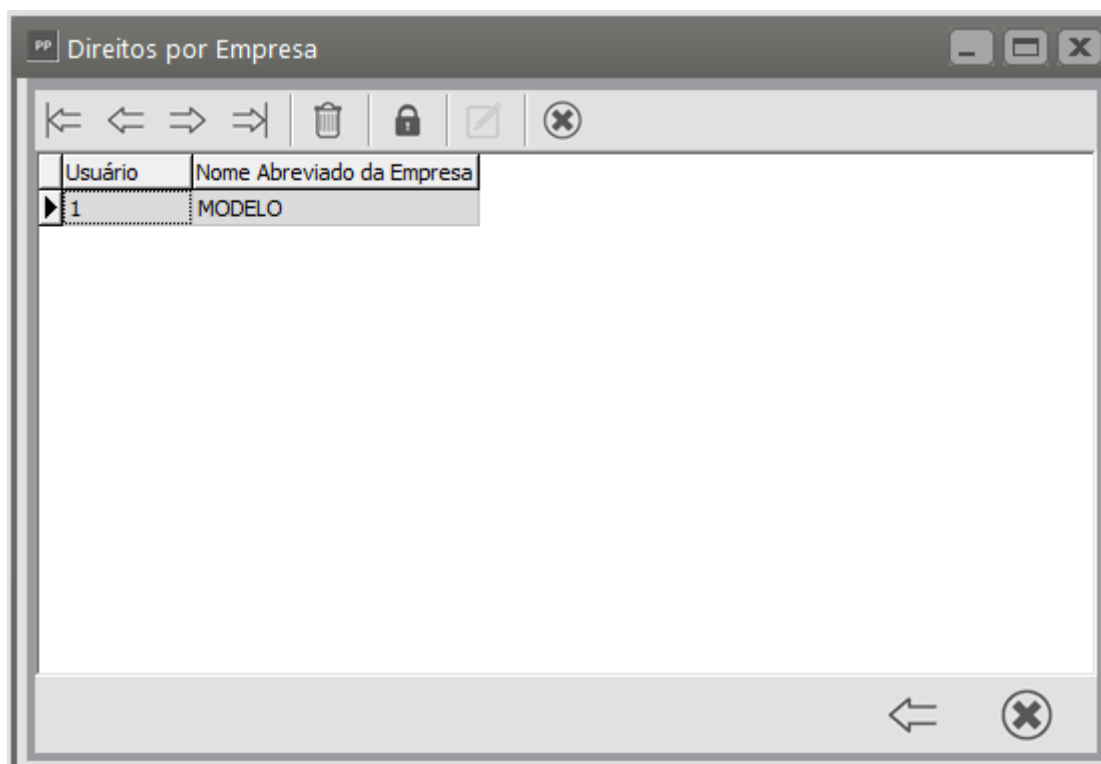 PP Direitos por Empresa
Usuário Nome Abreviado da Empresa
1 MODELO